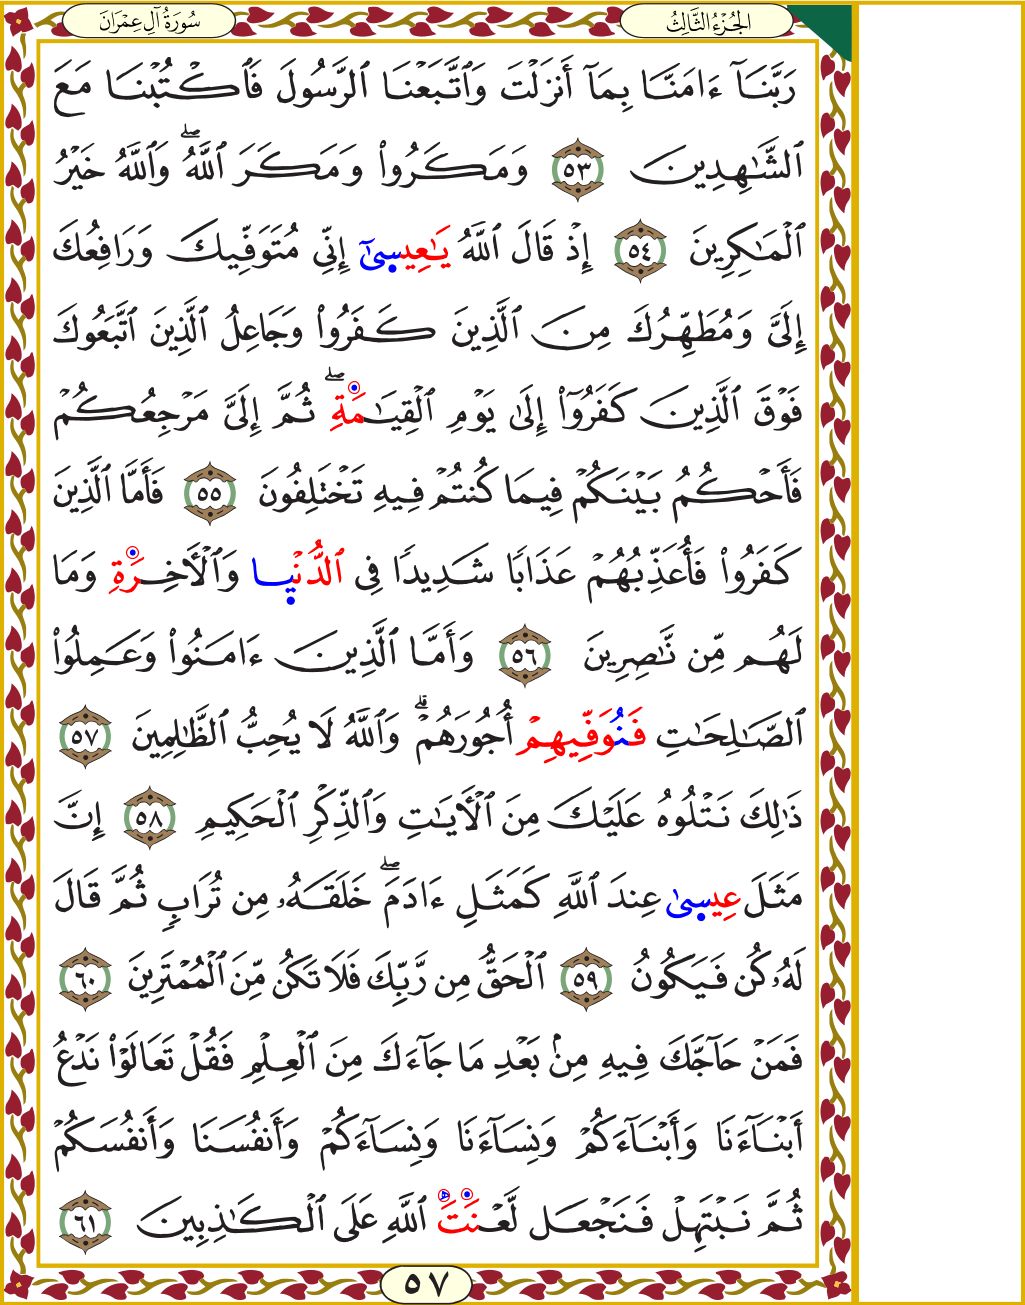 الجُزْءُ الثَّالِثُ
سُورَةُ آلِ عِمْرَانَ
رَبَّنَآ ءَامَنَّا بِمَآ أَنزَلْتَ وَٱتَّبَعْنَا ٱلرَّسُولَ فَٱكْتُبْنَا مَعَ
ٱلشَّٰهِدِينَ ٥٣ وَمَكَرُوا۟ وَمَكَرَ ٱللَّهُ ۖ وَٱللَّهُ خَيْرُ
ٱلْمَٰكِرِينَ ٥٤ إِذْ قَالَ ٱللَّهُ يَٰعِيسَىٰٓ إِنِّى مُتَوَفِّيكَ وَرَافِعُكَ
إِلَىَّ وَمُطَهِّرُكَ مِنَ ٱلَّذِينَ كَفَرُوا۟ وَجَاعِلُ ٱلَّذِينَ ٱتَّبَعُوكَ
فَوْقَ ٱلَّذِينَ كَفَرُوٓا۟ إِلَىٰ يَوْمِ ٱلْقِيَٰمَةِ ۖ ثُمَّ إِلَىَّ مَرْجِعُكُمْ
فَأَحْكُمُ بَيْنَكُمْ فِيمَا كُنتُمْ فِيهِ تَخْتَلِفُونَ ٥٥ فَأَمَّا ٱلَّذِينَ
كَفَرُوا۟ فَأُعَذِّبُهُمْ عَذَابًا شَدِيدًا فِى ٱلدُّنْيَا وَٱلْأَخِرَةِ وَمَا
لَهُم مِّن نَّٰصِرِينَ ٥٦ وَأَمَّا ٱلَّذِينَ ءَامَنُوا۟ وَعَمِلُوا۟
ٱلصَّٰلِحَٰتِ فَنُوَفِّيهِمْ أُجُورَهُمْ ۗ وَٱللَّهُ لَا يُحِبُّ ٱلظَّٰلِمِينَ ٥٧
ذَٰلِكَ نَتْلُوهُ عَلَيْكَ مِنَ ٱلْأَيَٰتِ وَٱلذِّكْرِ ٱلْحَكِيمِ ٥٨ إِنَّ
مَثَلَ عِيسَىٰ عِندَ ٱللَّهِ كَمَثَلِ ءَادَمَ ۖ خَلَقَهُۥ مِن تُرَابٍ ثُمَّ قَالَ
لَهُۥ كُن فَيَكُونُ ٥٩ ٱلْحَقُّ مِن رَّبِّكَ فَلَا تَكُن مِّنَ ٱلْمُمْتَرِينَ ٦٠
فَمَنْ حَآجَّكَ فِيهِ مِنۢ بَعْدِ مَا جَآءَكَ مِنَ ٱلْعِلْمِ فَقُلْ تَعَالَوْا۟ نَدْعُ
أَبْنَآءَنَا وَأَبْنَآءَكُمْ وَنِسَآءَنَا وَنِسَآءَكُمْ وَأَنفُسَنَا وَأَنفُسَكُمْ
ثُمَّ نَبْتَهِلْ فَنَجْعَل لَّعْنَتَ ٱللَّهِ عَلَى ٱلْكَٰذِبِينَ ٦١
٥٧